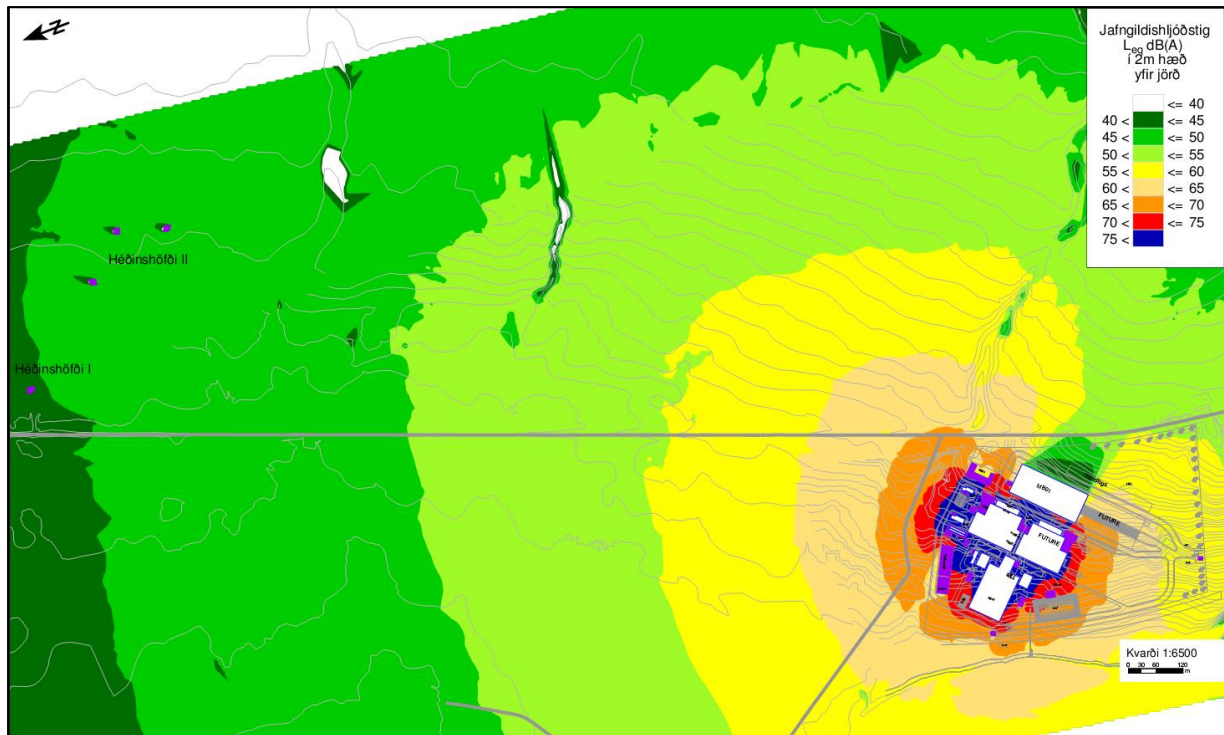 N
Jafngildishljóðstig
Leg dB(A)
í 2m hæð
yfir jörð
<= 40
40 < <= 45
45 < <= 50
50 < <= 55
55 < <= 60
60 < <= 65
65 < <= 70
70 < <= 75
75 <
Héðinshöfði II
Héðinshöfði I
FUTURE
FUTURE
Kvarði 1:6500
0 30 60 120
m